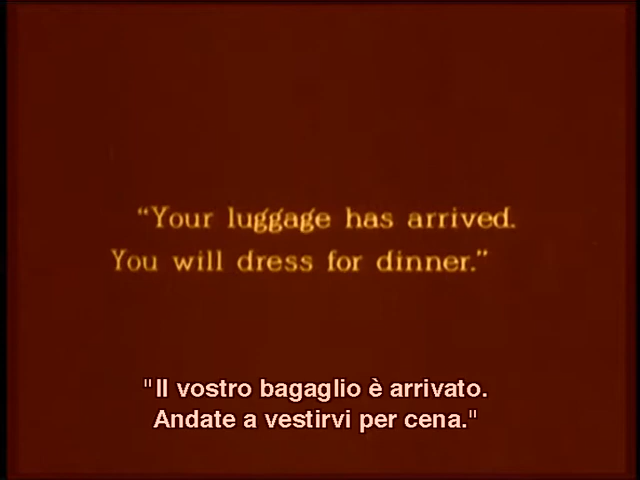 “Your luggage has arrived.
You will dress for dinner.”
"Il vostro bagaglio è arrivato.
Andate a vestirvi per cena."